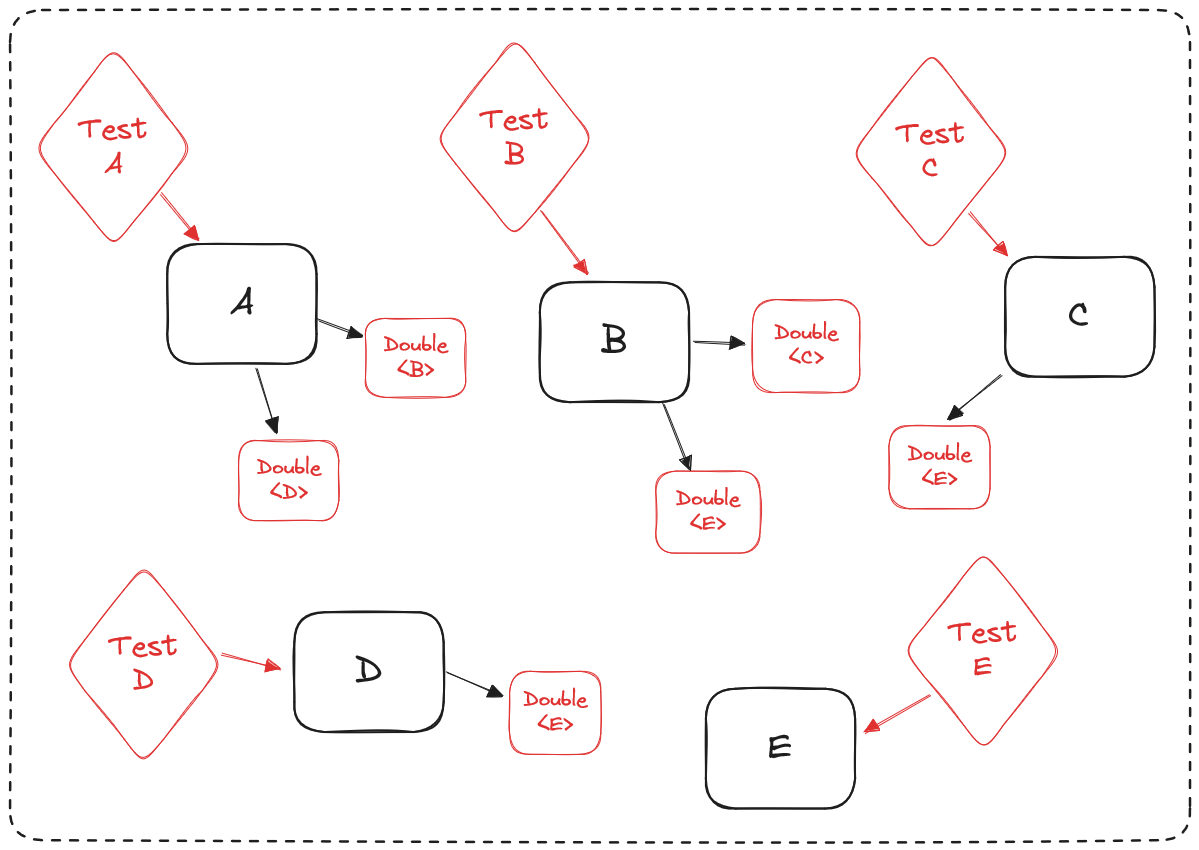 Test
A
Test
B
Test
C
A
Double
<B>
Double
<D>
B
Double
<C>
Double
<E>
C
Double
<E>
Test
D
D
Double
<E>
Test
E
E